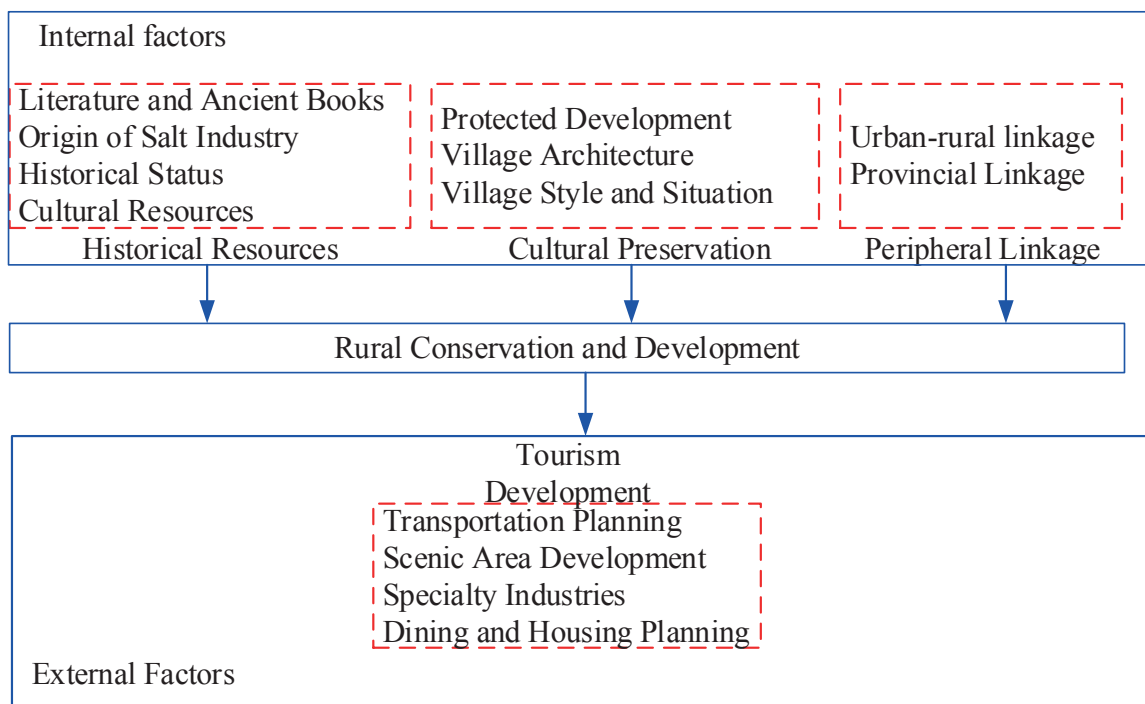 Internal factors
Literature and Ancient Books
Origin of Salt Industry
Historical Status
Cultural Resources
Historical Resources
Protected Development
Village Architecture
Village Style and Situation
Cultural Preservation
Urban-rural linkage
Provincial Linkage
Peripheral Linkage
Rural Conservation and Development
Tourism
Development
Transportation Planning
Scenic Area Development
Specialty Industries
Dining and Housing Planning
External Factors